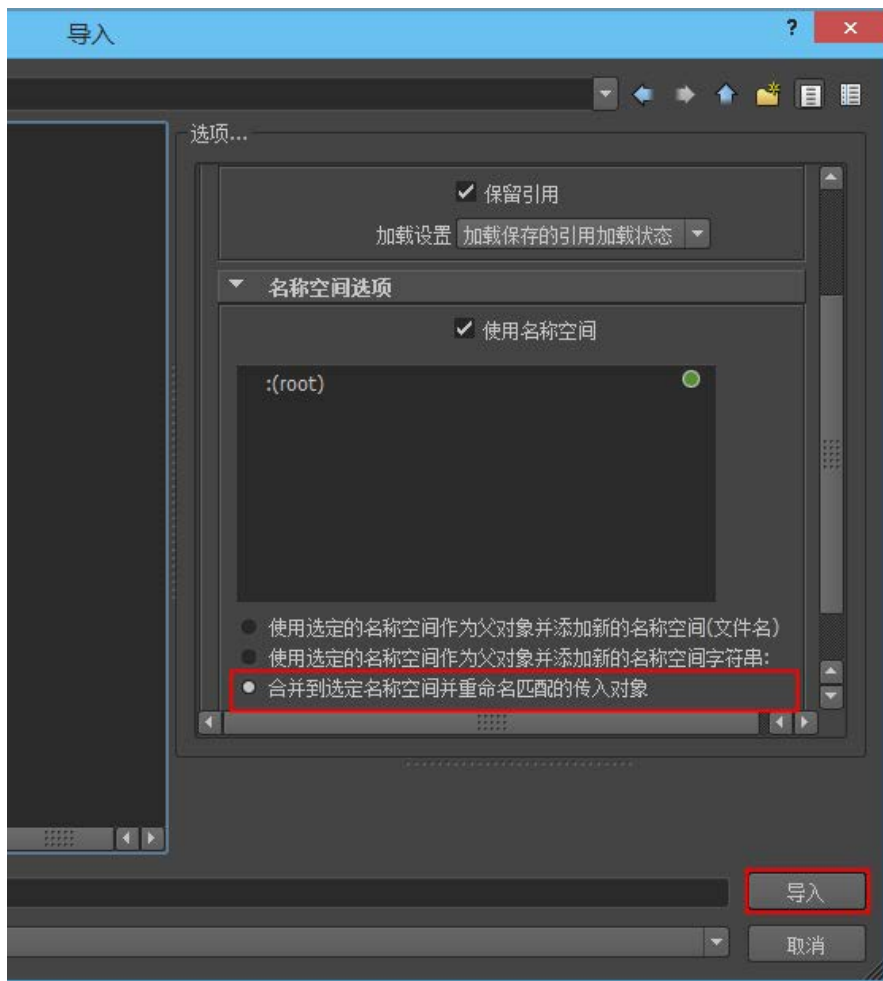 导入
?
×
选项...
保留引用
加载设置 加载保存的引用加载状态
名称空间选项
使用名称空间
:(root)
使用选定的名称空间作为父对象并添加新的名称空间(文件名)
使用选定的名称空间作为父对象并添加新的名称空间字符串:
合并到选定名称空间并重命名匹配的传入对象
导入
取消